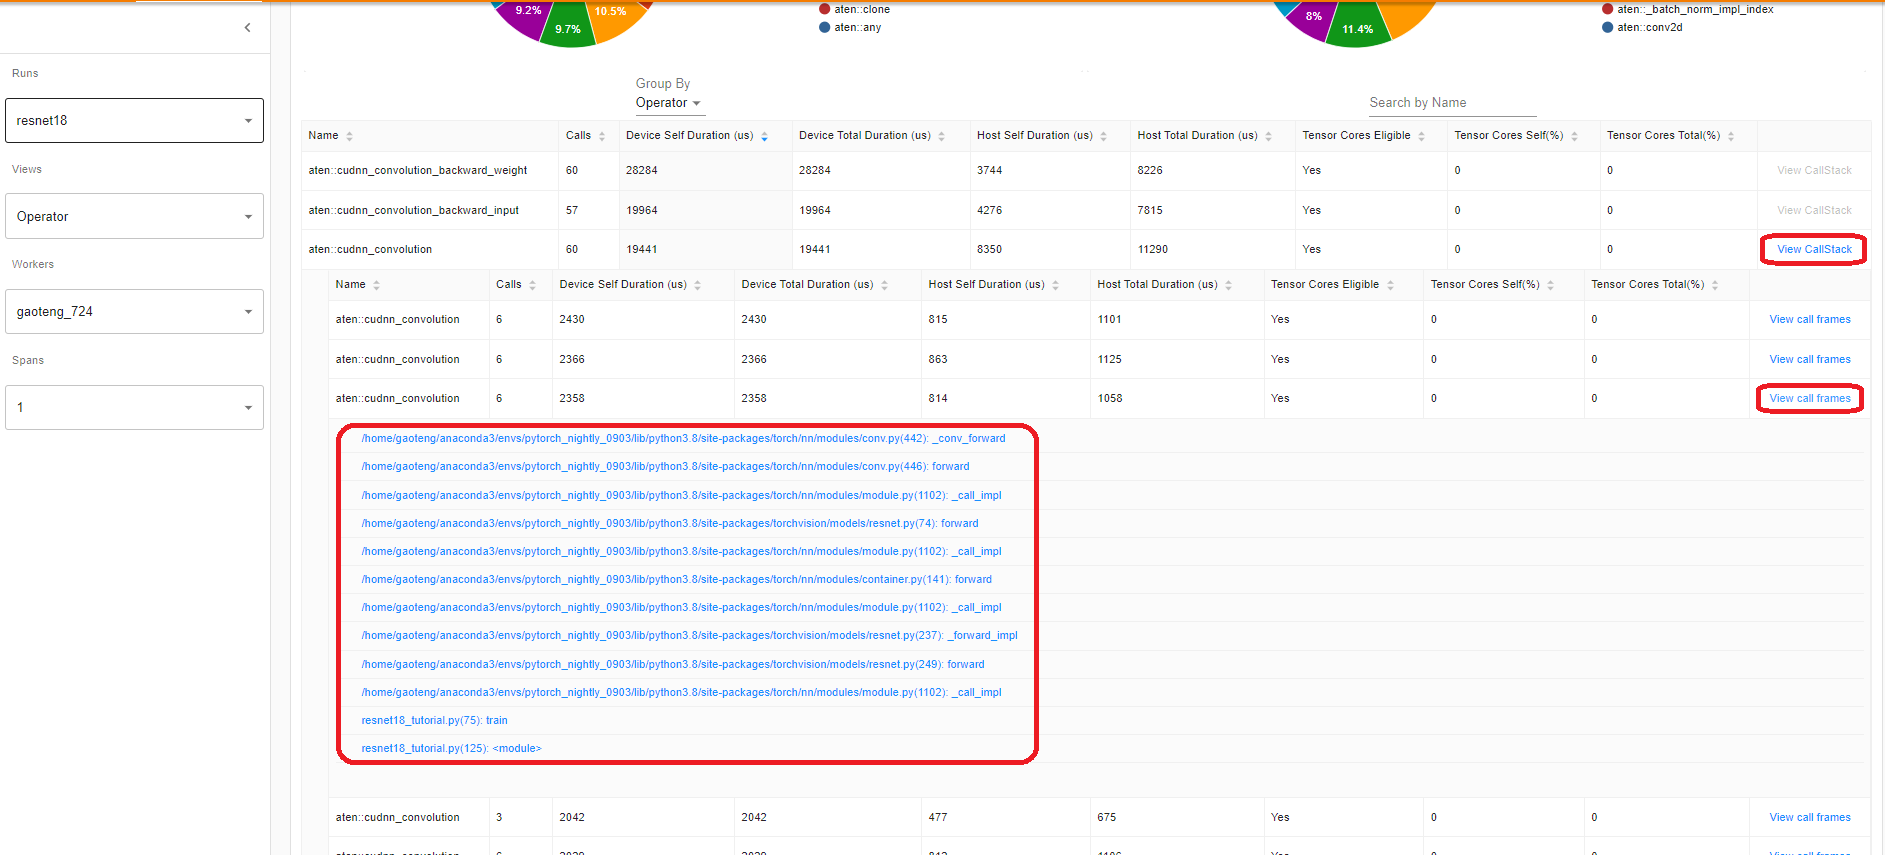 9.2%
10.5%
9.7%
aten::clone
aten::any
8%
11.4%
aten::_batch_norm_impl_index
aten::conv2d
Runs
resnet18
Views
Operator
Workers
gaoteng_724
Spans
1
Group By
Operator
Search by Name
Name Calls Device Self Duration (us) Device Total Duration (us) Host Self Duration (us) Host Total Duration (us) Tensor Cores Eligible Tensor Cores Self(%) Tensor Cores Total(%)
aten::cudnn_convolution_backward_weight 60 28284 28284 3744 8226 Yes 0 0 View CallStack
aten::cudnn_convolution_backward_input 57 19964 19964 4276 7815 Yes 0 0 View CallStack
aten::cudnn_convolution 60 19441 19441 8350 11290 Yes 0 0 View CallStack
Name Calls Device Self Duration (us) Device Total Duration (us) Host Self Duration (us) Host Total Duration (us) Tensor Cores Eligible Tensor Cores Self(%) Tensor Cores Total(%)
aten::cudnn_convolution 6 2430 2430 815 1101 Yes 0 0 View call frames
aten::cudnn_convolution 6 2366 2366 863 1125 Yes 0 0 View call frames
aten::cudnn_convolution 6 2358 2358 814 1058 Yes 0 0 View call frames
/home/gaoteng/anaconda3/envs/pytorch_nightly_0903/lib/python3.8/site-packages/torch/nn/modules/conv.py(442): _conv_forward
/home/gaoteng/anaconda3/envs/pytorch_nightly_0903/lib/python3.8/site-packages/torch/nn/modules/conv.py(446): forward
/home/gaoteng/anaconda3/envs/pytorch_nightly_0903/lib/python3.8/site-packages/torch/nn/modules/module.py(1102): _call_impl
/home/gaoteng/anaconda3/envs/pytorch_nightly_0903/lib/python3.8/site-packages/torchvision/models/resnet.py(74): forward
/home/gaoteng/anaconda3/envs/pytorch_nightly_0903/lib/python3.8/site-packages/torch/nn/modules/module.py(1102): _call_impl
/home/gaoteng/anaconda3/envs/pytorch_nightly_0903/lib/python3.8/site-packages/torch/nn/modules/container.py(141): forward
/home/gaoteng/anaconda3/envs/pytorch_nightly_0903/lib/python3.8/site-packages/torch/nn/modules/module.py(1102): _call_impl
/home/gaoteng/anaconda3/envs/pytorch_nightly_0903/lib/python3.8/site-packages/torchvision/models/resnet.py(237): _forward_impl
/home/gaoteng/anaconda3/envs/pytorch_nightly_0903/lib/python3.8/site-packages/torchvision/models/resnet.py(249): forward
/home/gaoteng/anaconda3/envs/pytorch_nightly_0903/lib/python3.8/site-packages/torch/nn/modules/module.py(1102): _call_impl
resnet18_tutorial.py(75): train
resnet18_tutorial.py(125): <module>
aten::cudnn_convolution 3 2042 2042 477 675 Yes 0 0 View call frames